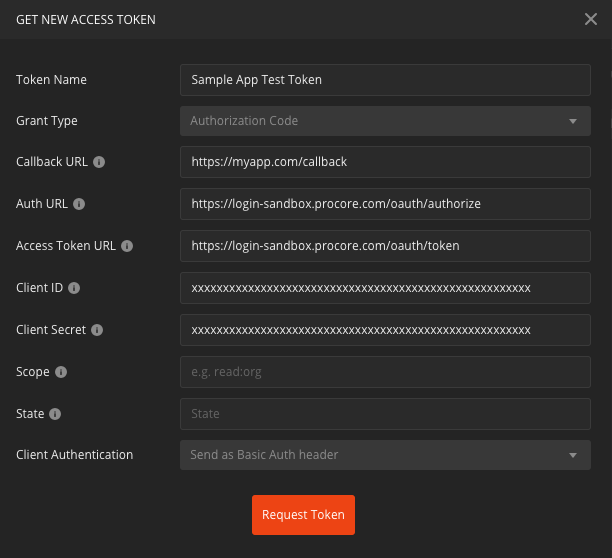 GET NEW ACCESS TOKEN
Token Name Sample App Test Token
Grant Type Authorization Code
Callback URL https://myapp.com/callback
Auth URL https://login-sandbox.procore.com/oauth/authorize
Access Token URL https://login-sandbox.procore.com/oauth/token
Client ID xxxxxxxxxxxxxxxxxxxxxxxxxxxxxxxxxxxxxxxxxxxxxxxxxxxxxx
Client Secret xxxxxxxxxxxxxxxxxxxxxxxxxxxxxxxxxxxxxxxxxxxxxxxxxxxxxx
Scope e.g. read:org
State State
Client Authentication Send as Basic Auth header
Request Token